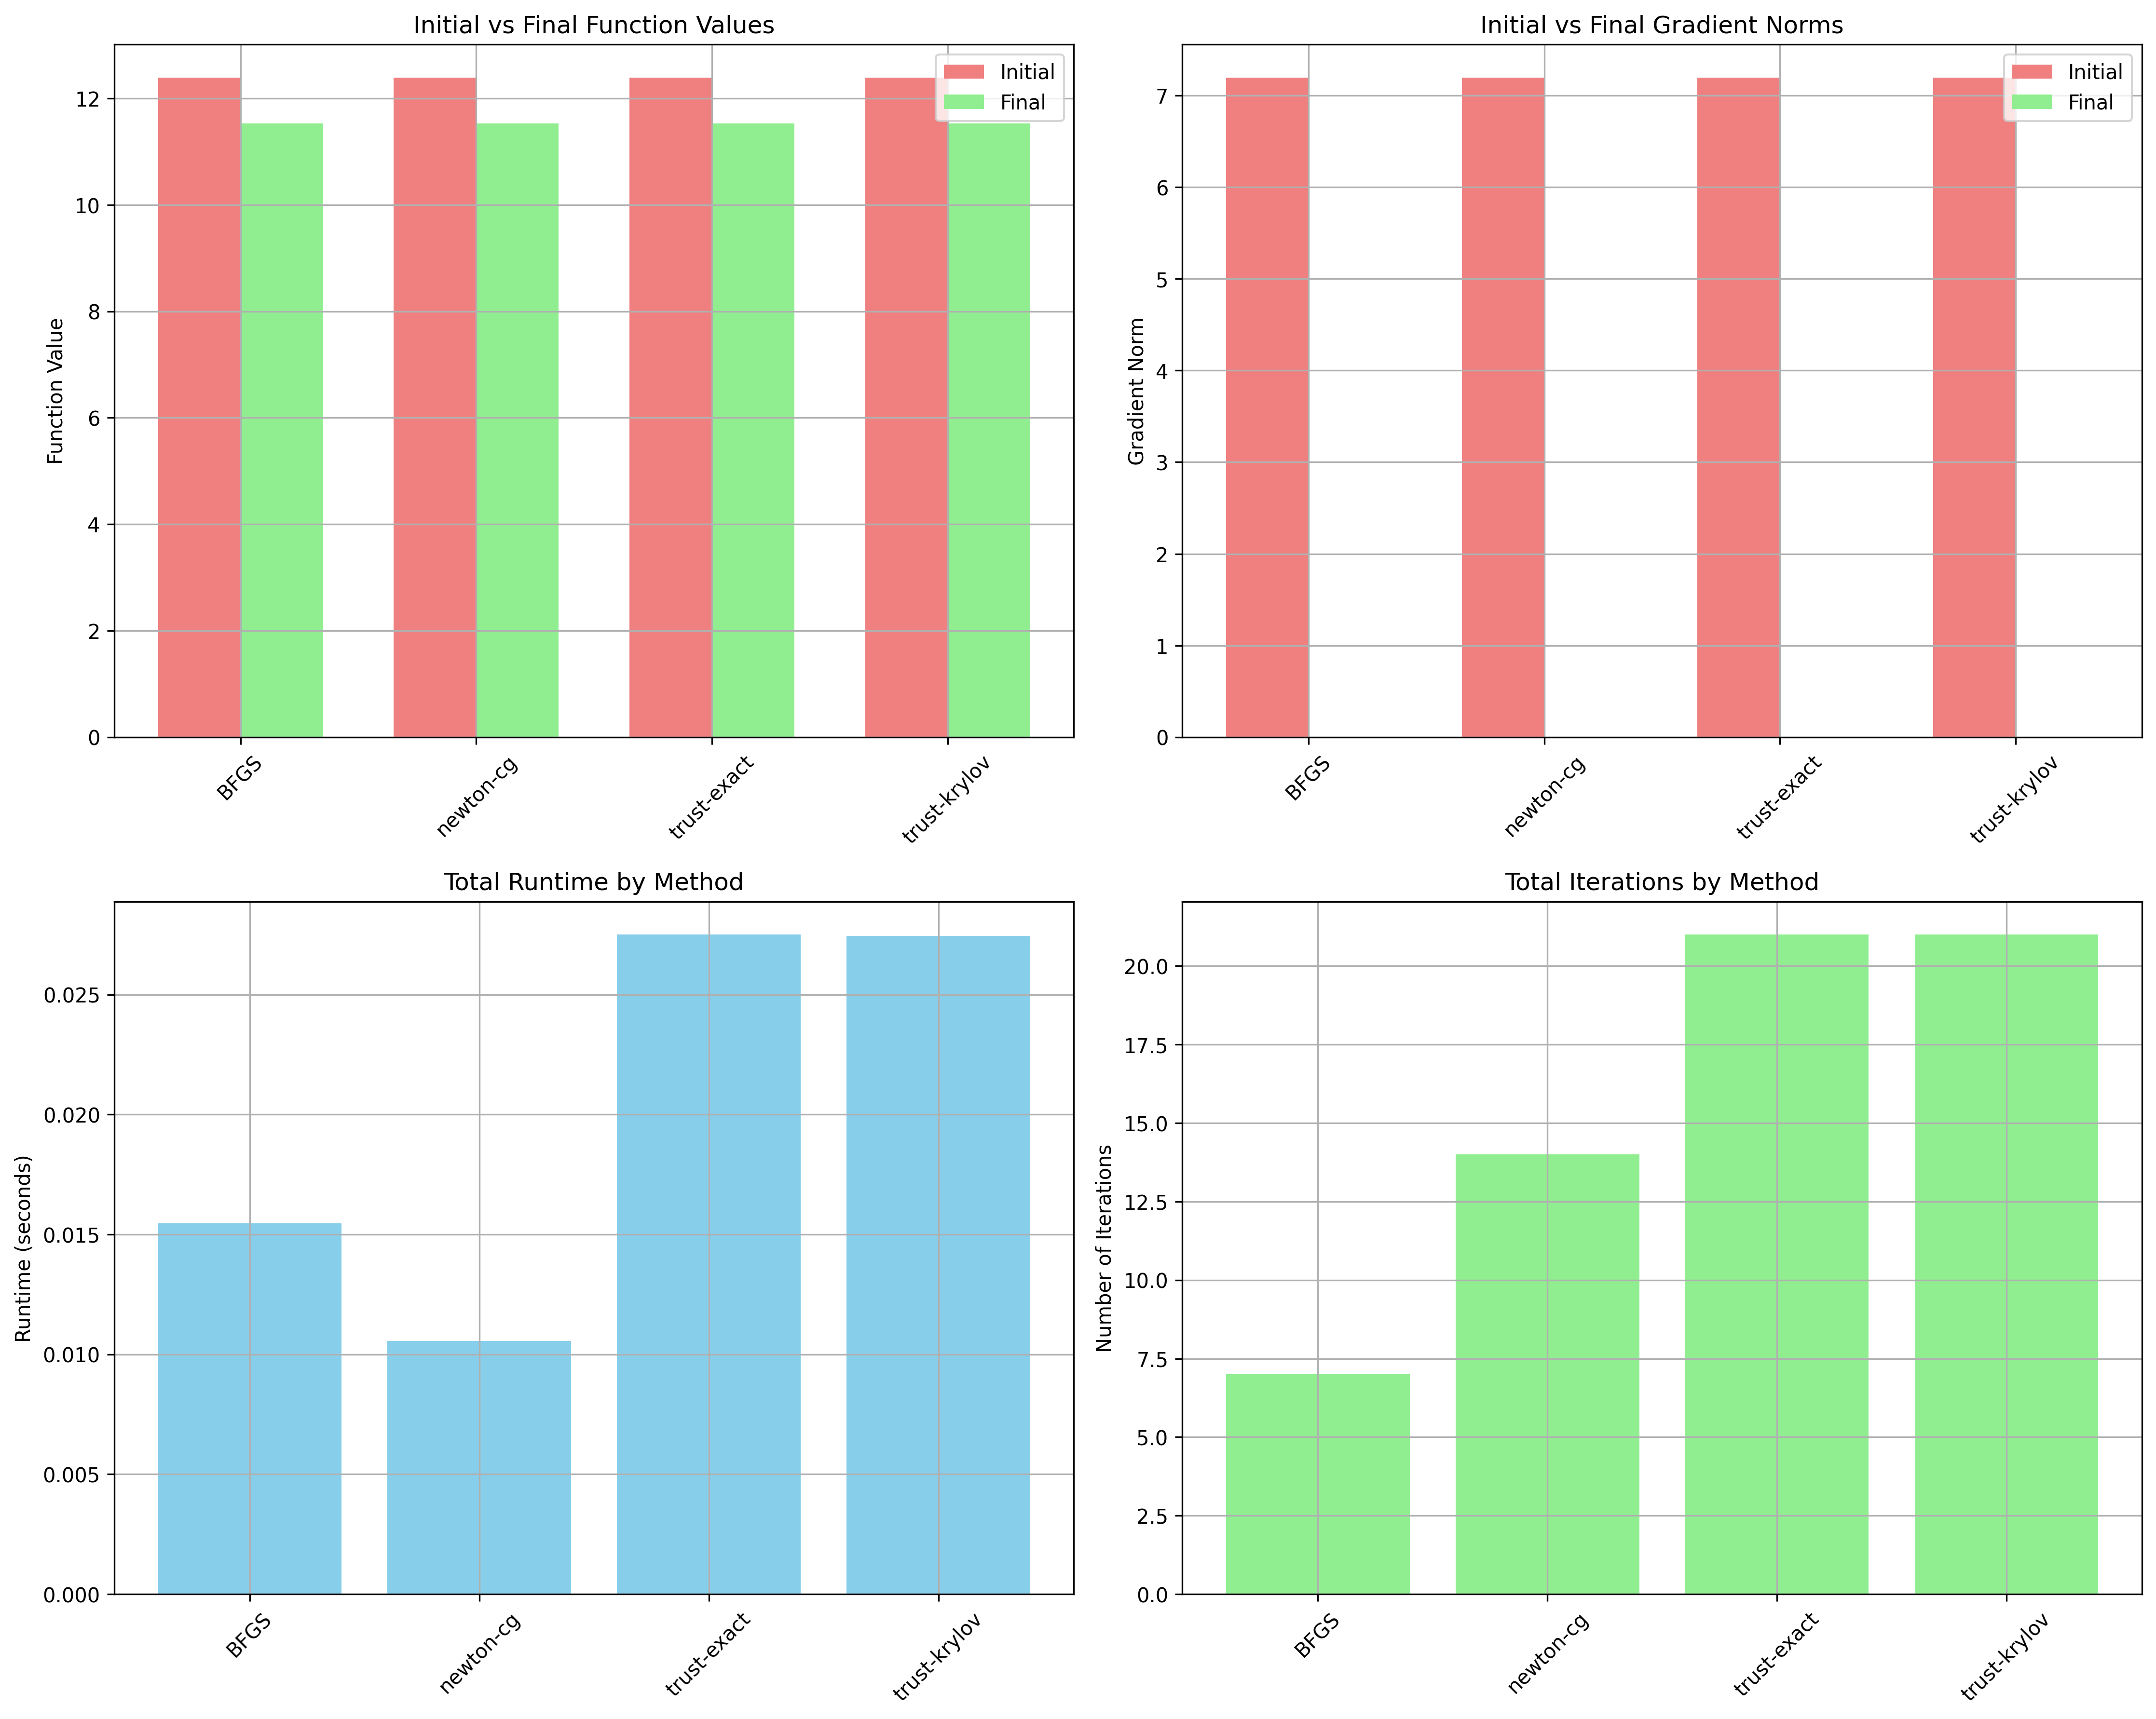 Initial vs Final Function Values
Function Value
12
10
8
6
4
2
0
Initial
Final
BFGS
newton-cg
trust-exact
trust-krylov
Initial vs Final Gradient Norms
Gradient Norm
7
6
5
4
3
2
1
0
Initial
Final
BFGS
newton-cg
trust-exact
trust-krylov
Total Runtime by Method
Runtime (seconds)
0.025
0.020
0.015
0.010
0.005
0.000
BFGS
newton-cg
trust-exact
trust-krylov
Total Iterations by Method
Number of Iterations
20.0
17.5
15.0
12.5
10.0
7.5
5.0
2.5
0.0
BFGS
newton-cg
trust-exact
trust-krylov